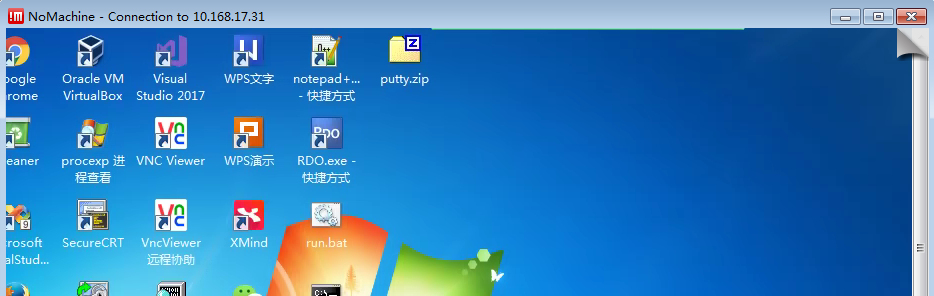 NoMachine - Connection to 10.168.17.31
oogle
rome
Oracle VM
VirtualBox
Visual
Studio 2017
WPS文字
notepad+...
- 快捷方式
putty.zip
eaner
procexp 进
程查看
VNC Viewer
WPS演示
RDO.exe -
快捷方式
rosoft
alStud...
SecureCRT
VncViewer
远程协助
XMind
run.bat